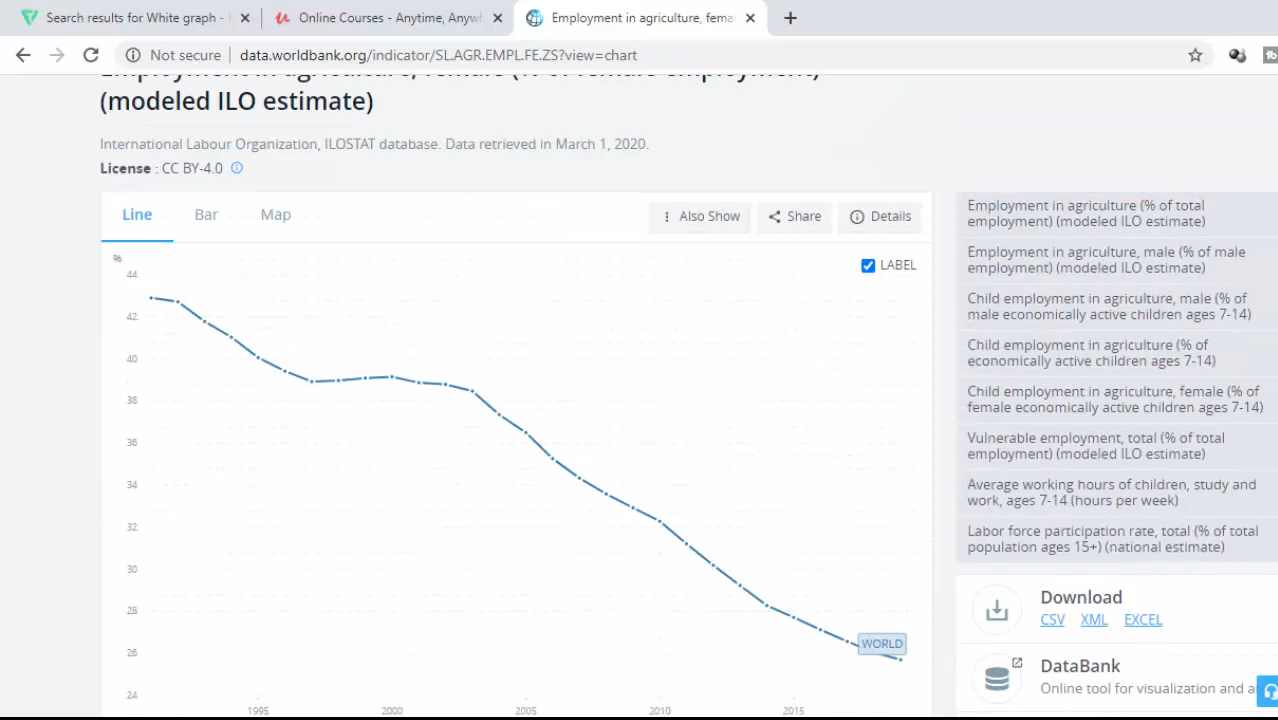 Search results for White graph -
Online Courses - Anytime, Anywh
Employment in agriculture, fema
Not secure
data.worldbank.org/indicator/SL.AGR.EMPL.FE.ZS?view=chart
Employment in agriculture, female (% of female employment)
(modeled ILO estimate)
International Labour Organization, ILOSTAT database. Data retrieved in March 1, 2020.
License : CC BY-4.0
Line
Bar
Map
Also Show
Share
Details
LABEL
%
44
42
40
38
36
34
32
30
28
26
24
WORLD
1995
2000
2005
2010
2015
Employment in agriculture (% of total
employment) (modeled ILO estimate)
Employment in agriculture, male (% of male
employment) (modeled ILO estimate)
Child employment in agriculture, male (% of
male economically active children ages 7-14)
Child employment in agriculture (% of
economically active children ages 7-14)
Child employment in agriculture, female (% of
female economically active children ages 7-14)
Vulnerable employment, total (% of total
employment) (modeled ILO estimate)
Average working hours of children, study and
work, ages 7-14 (hours per week)
Labor force participation rate, total (% of total
population ages 15+) (national estimate)
Download
CSV XML EXCEL
DataBank
Online tool for visualization and a